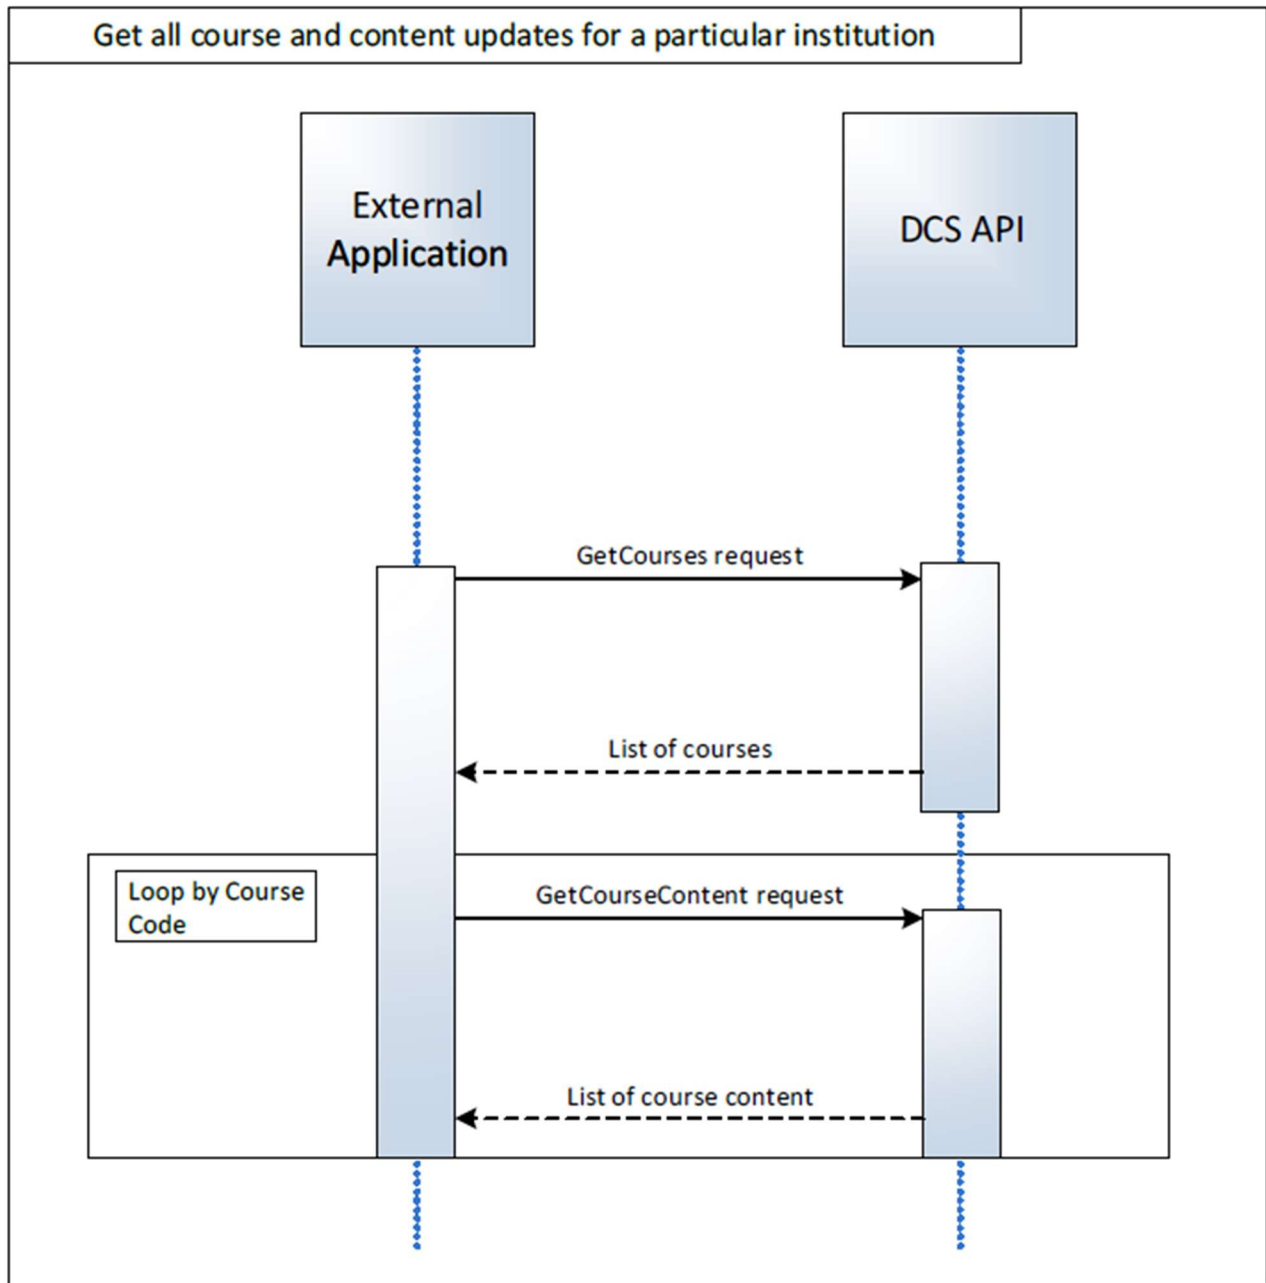 Get all course and content updates for a particular institution
External
Application
DCS API
GetCourses request
List of courses
Loop by Course
Code
GetCourseContent request
List of course content